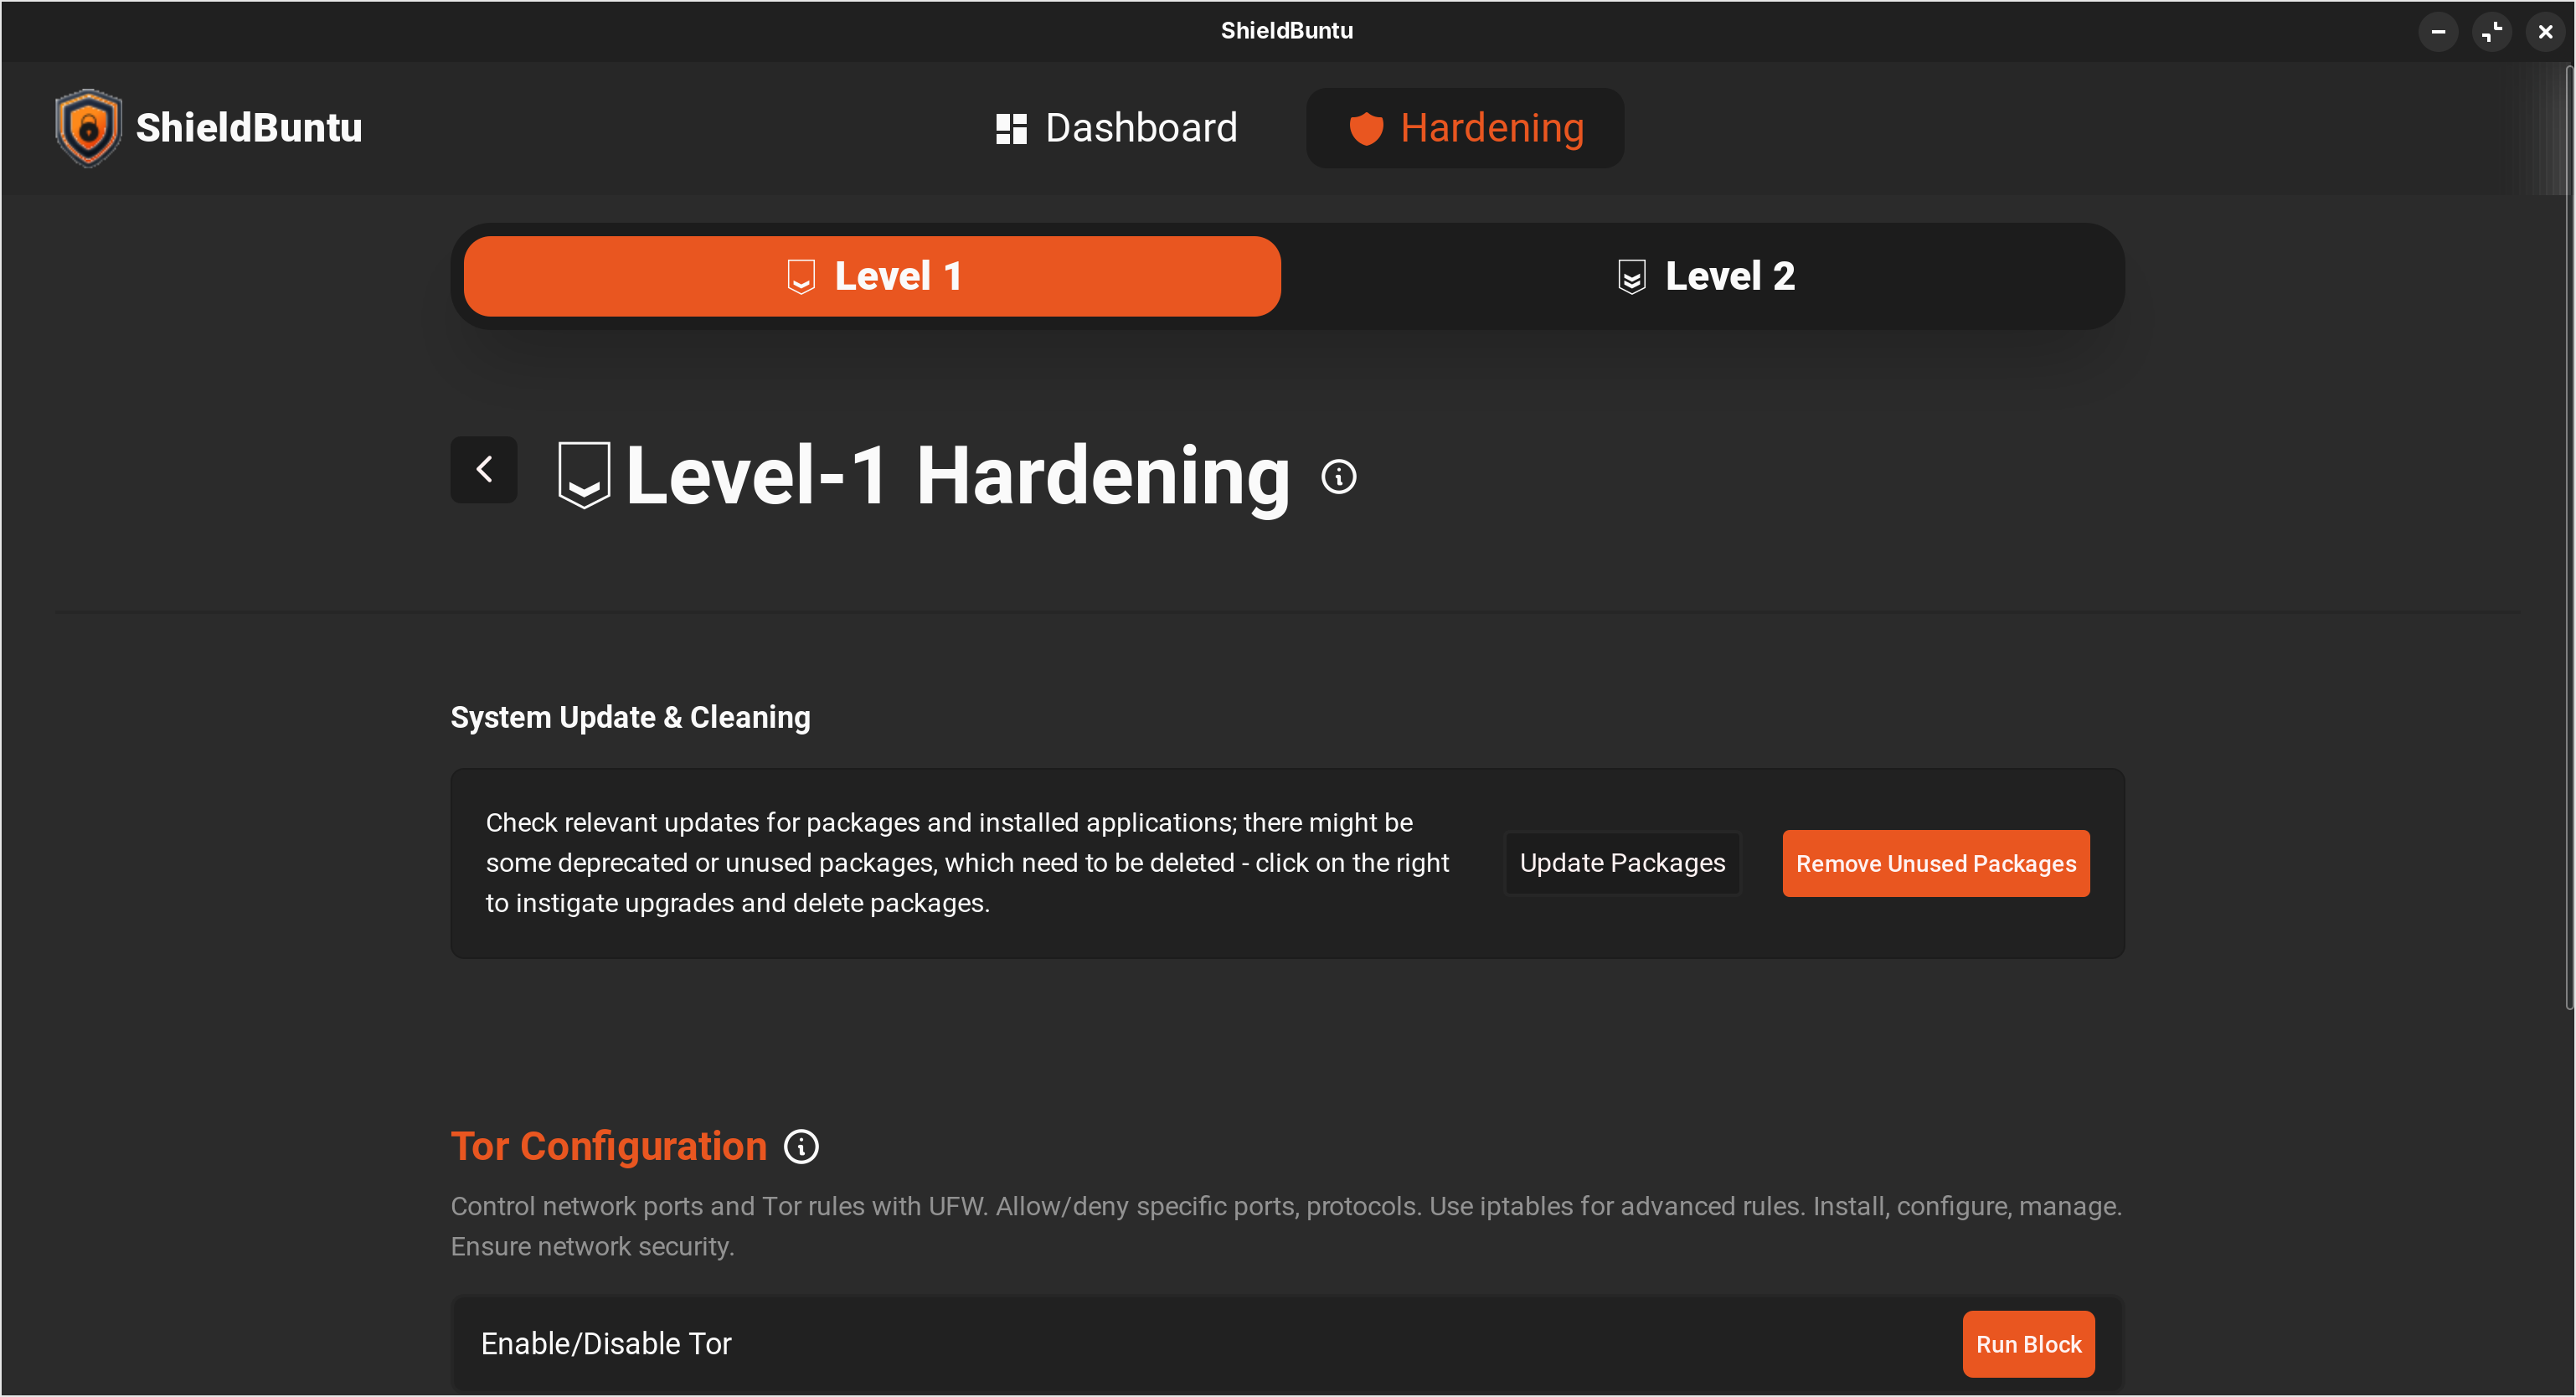 ShieldBuntu
ShieldBuntu
Dashboard
Hardening
Level 1
Level 2
Level-1 Hardening
System Update & Cleaning
Check relevant updates for packages and installed applications; there might be
some deprecated or unused packages, which need to be deleted - click on the right
to instigate upgrades and delete packages.
Update Packages
Remove Unused Packages
Tor Configuration
Control network ports and Tor rules with UFW. Allow/deny specific ports, protocols. Use iptables for advanced rules. Install, configure, manage.
Ensure network security.
Enable/Disable Tor
Run Block